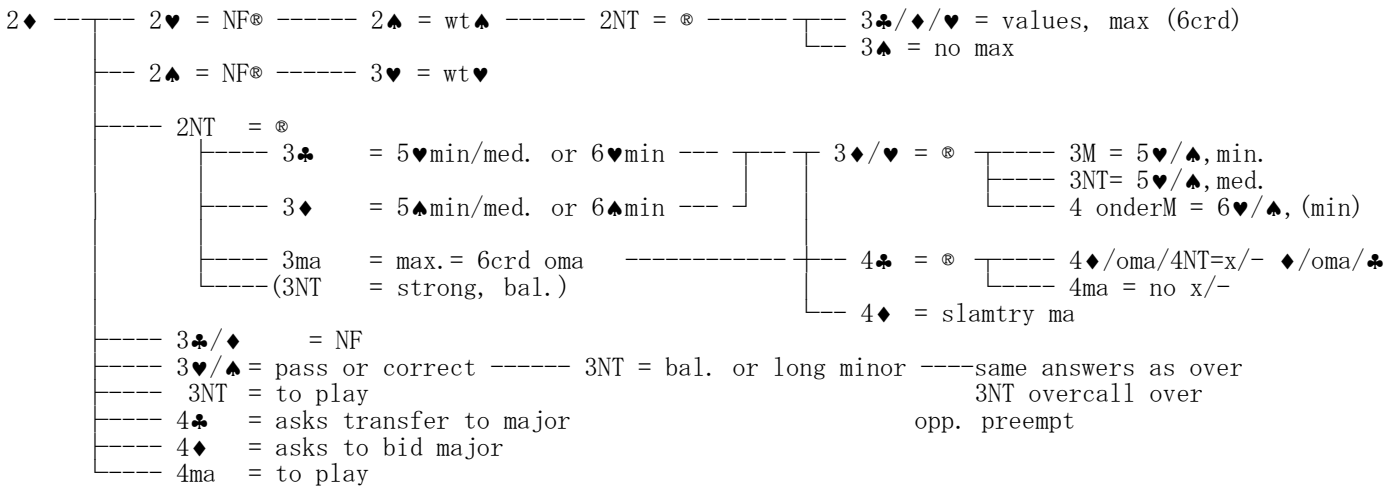 2♦ 2♥ = NF® 2♠ = wt♠ 2NT = ® 3♣/♦/♥ = values, max (6crd)
3♠ = no max
2♠ = NF® 3♥ = wt♥
2NT = ®
3♣ = 5♥min/med. or 6♥min 3♦/♥ = ® 3M = 5♥/♠,min.
3NT= 5♥/♠,med.
3♦ = 5♠min/med. or 6♠min 4 onderM = 6♥/♠,(min)
3ma = max.= 6crd oma 4♣ = ® 4♦/oma/4NT=x/- ♦/oma/♣
(3NT = strong, bal.) 4ma = no x/-
4♦ = slamtry ma
3♣/♦ = NF
3♥/♠ = pass or correct 3NT = bal. or long minor same answers as over
3NT = to play 3NT overcall over
4♣ = asks transfer to major opp. preempt
4♦ = asks to bid major
4ma = to play